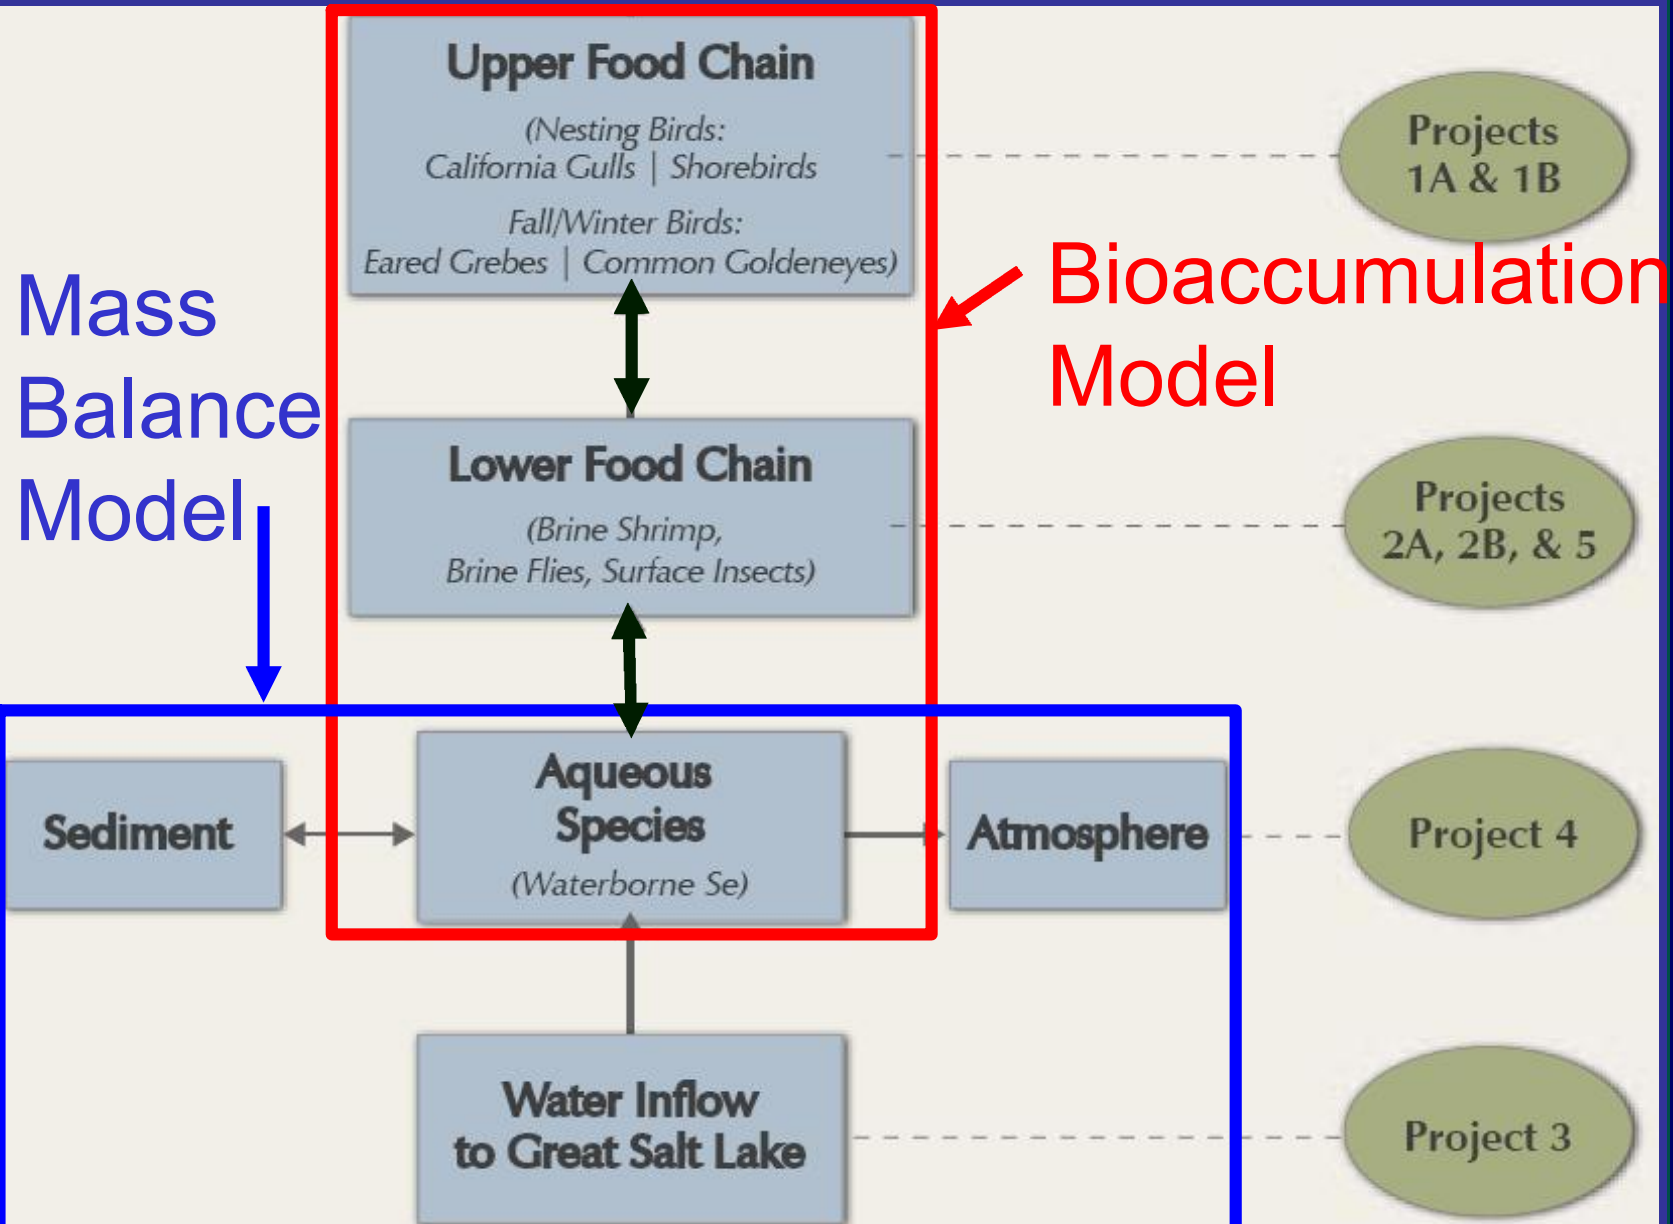 Upper Food Chain
(Nesting Birds:
California Gulls | Shorebirds
Fall/Winter Birds:
Eared Grebes | Common Goldeneyes)
Projects
1A & 1B
Mass
Balance
Model
Bioaccumulation
Model
Lower Food Chain
(Brine Shrimp,
Brine Flies, Surface Insects)
Projects
2A, 2B, & 5
Sediment
Aqueous
Species
(Waterborne Se)
Atmosphere
Project 4
Water Inflow
to Great Salt Lake
Project 3